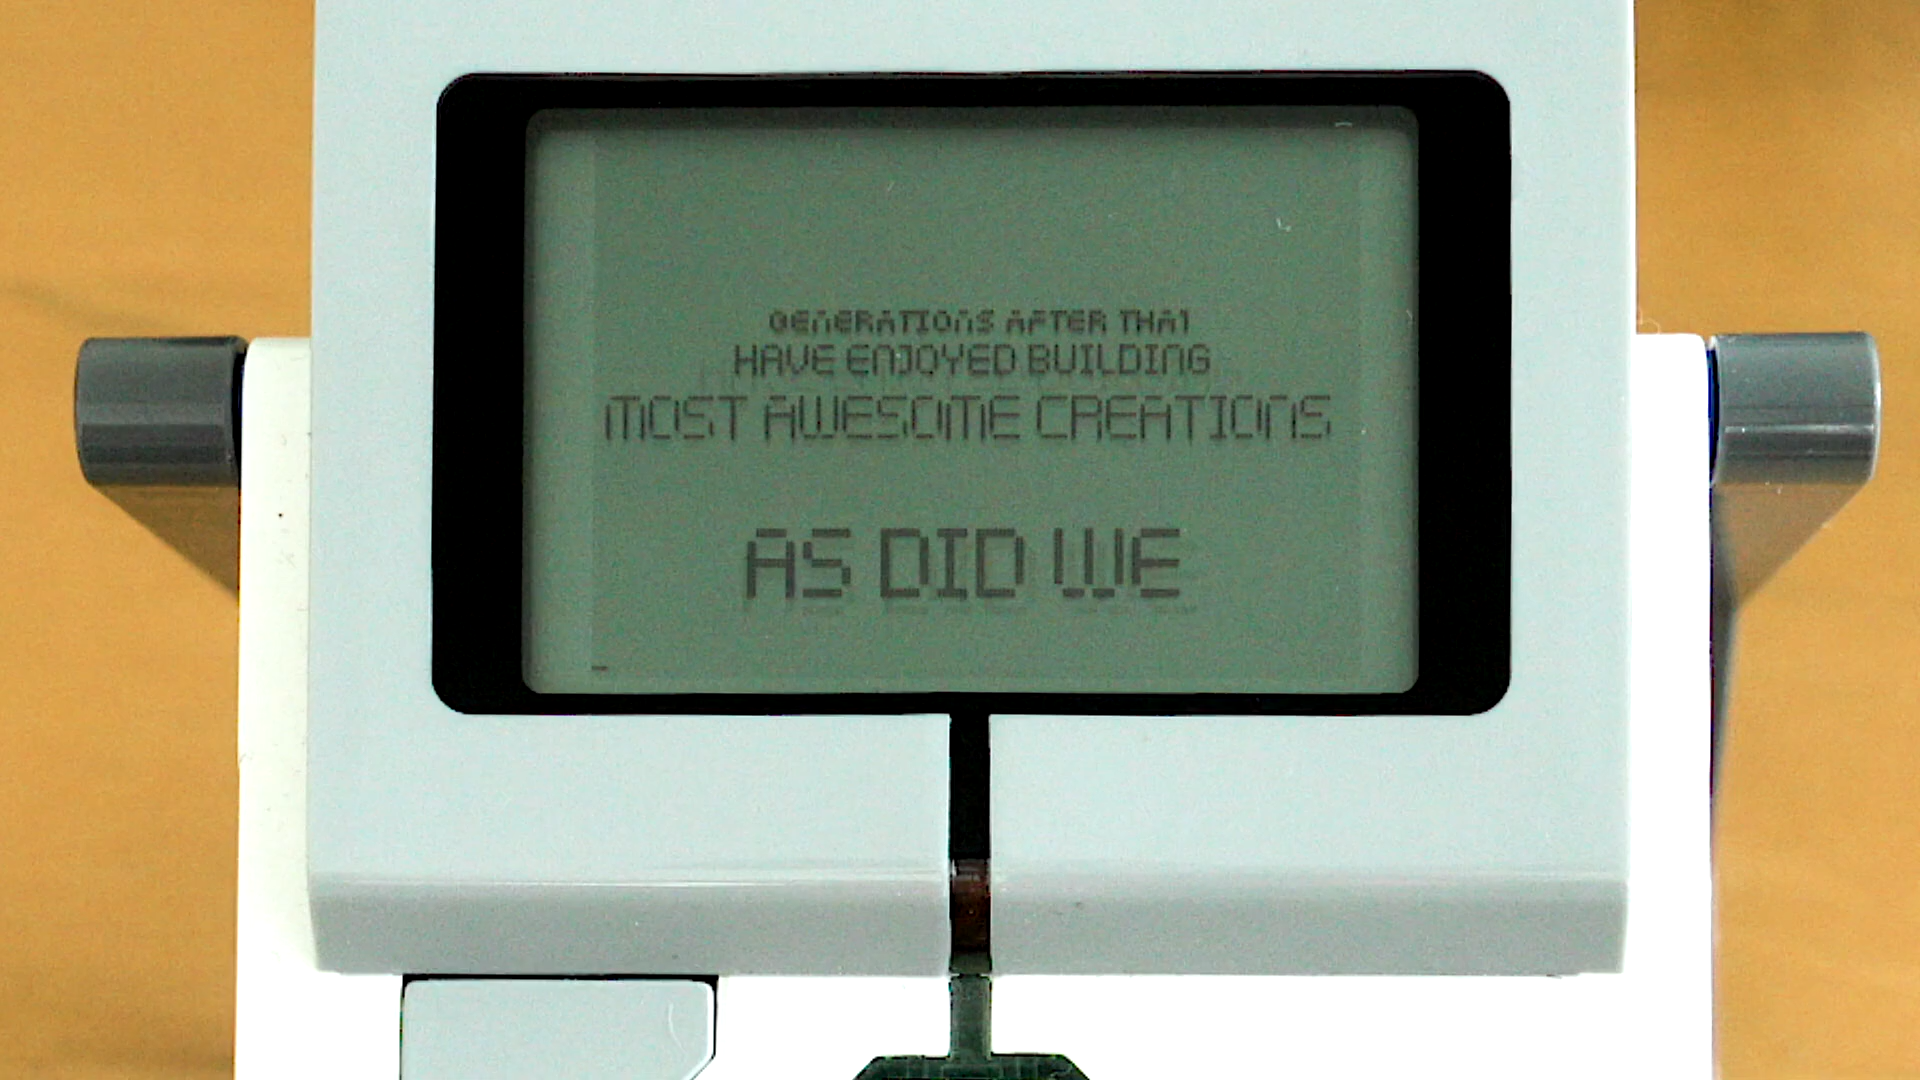 GENERATIONS AFTER THAT
HAVE ENJOYED BUILDING
MOST AWESOME CREATIONS
AS DID WE